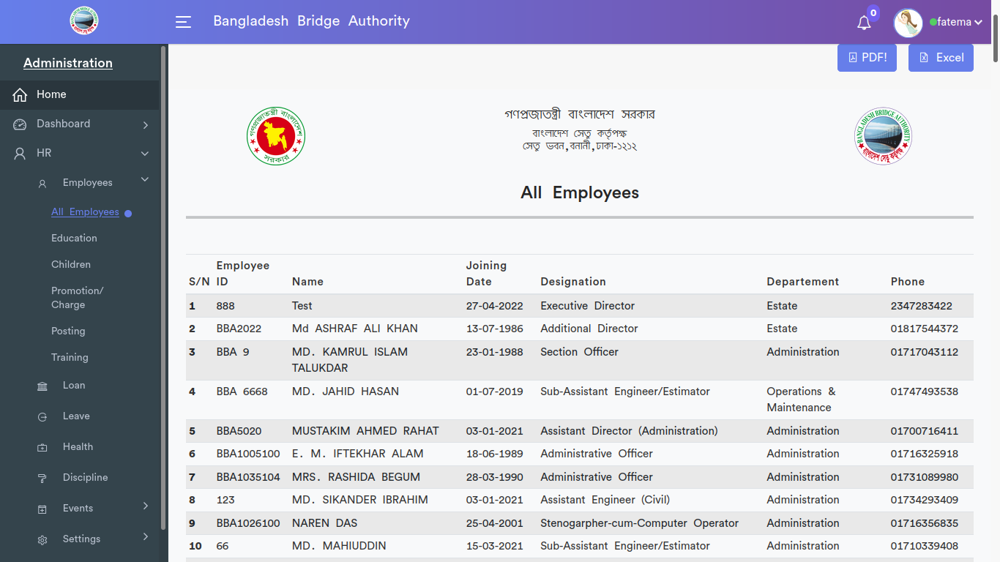 Bangladesh Bridge Authority
0
fatema
Administration
Home
Dashboard
HR
Employees
All Employees
Education
Children
Promotion/
Charge
Posting
Training
Loan
Leave
Health
Discipline
Events
Settings
PDF!
Excel
গণপ্রজাতন্ত্রী বাংলাদেশ
সরকার
গণপ্রজাতন্ত্রী বাংলাদেশ সরকার
বাংলাদেশ সেতু কর্তৃপক্ষ
সেতু ভবন,বনানী,ঢাকা-১২১২
BANGLADESH BRIDGE AUTHORITY
বাংলাদেশ সেতু কর্তৃপক্ষ
All Employees
S/N Employee ID Name Joining Date Designation Departement Phone
1 888 Test 27-04-2022 Executive Director Estate 2347283422
2 BBA2022 Md ASHRAF ALI KHAN 13-07-1986 Additional Director Estate 01817544372
3 BBA 9 MD. KAMRUL ISLAM 23-01-1988 Section Officer Administration 01717043112
TALUKDAR
4 BBA 6668 MD. JAHID HASAN 01-07-2019 Sub-Assistant Engineer/Estimator Operations & 01747493538
Maintenance
5 BBA5020 MUSTAKIM AHMED RAHAT 03-01-2021 Assistant Director (Administration) Administration 01700716411
6 BBA1005100 E. M. IFTEKHAR ALAM 18-06-1989 Administrative Officer Administration 01716325918
7 BBA1035104 MRS. RASHIDA BEGUM 28-03-1990 Administrative Officer Administration 01731089980
8 123 MD. SIKANDER IBRAHIM 03-01-2021 Assistant Engineer (Civil) Administration 01734293409
9 BBA1026100 NAREN DAS 25-04-2001 Stenogarpher-cum-Computer Operator Administration 01716356835
10 66 MD. MAHIUDDIN 15-03-2021 Sub-Assistant Engineer/Estimator Administration 01710339408